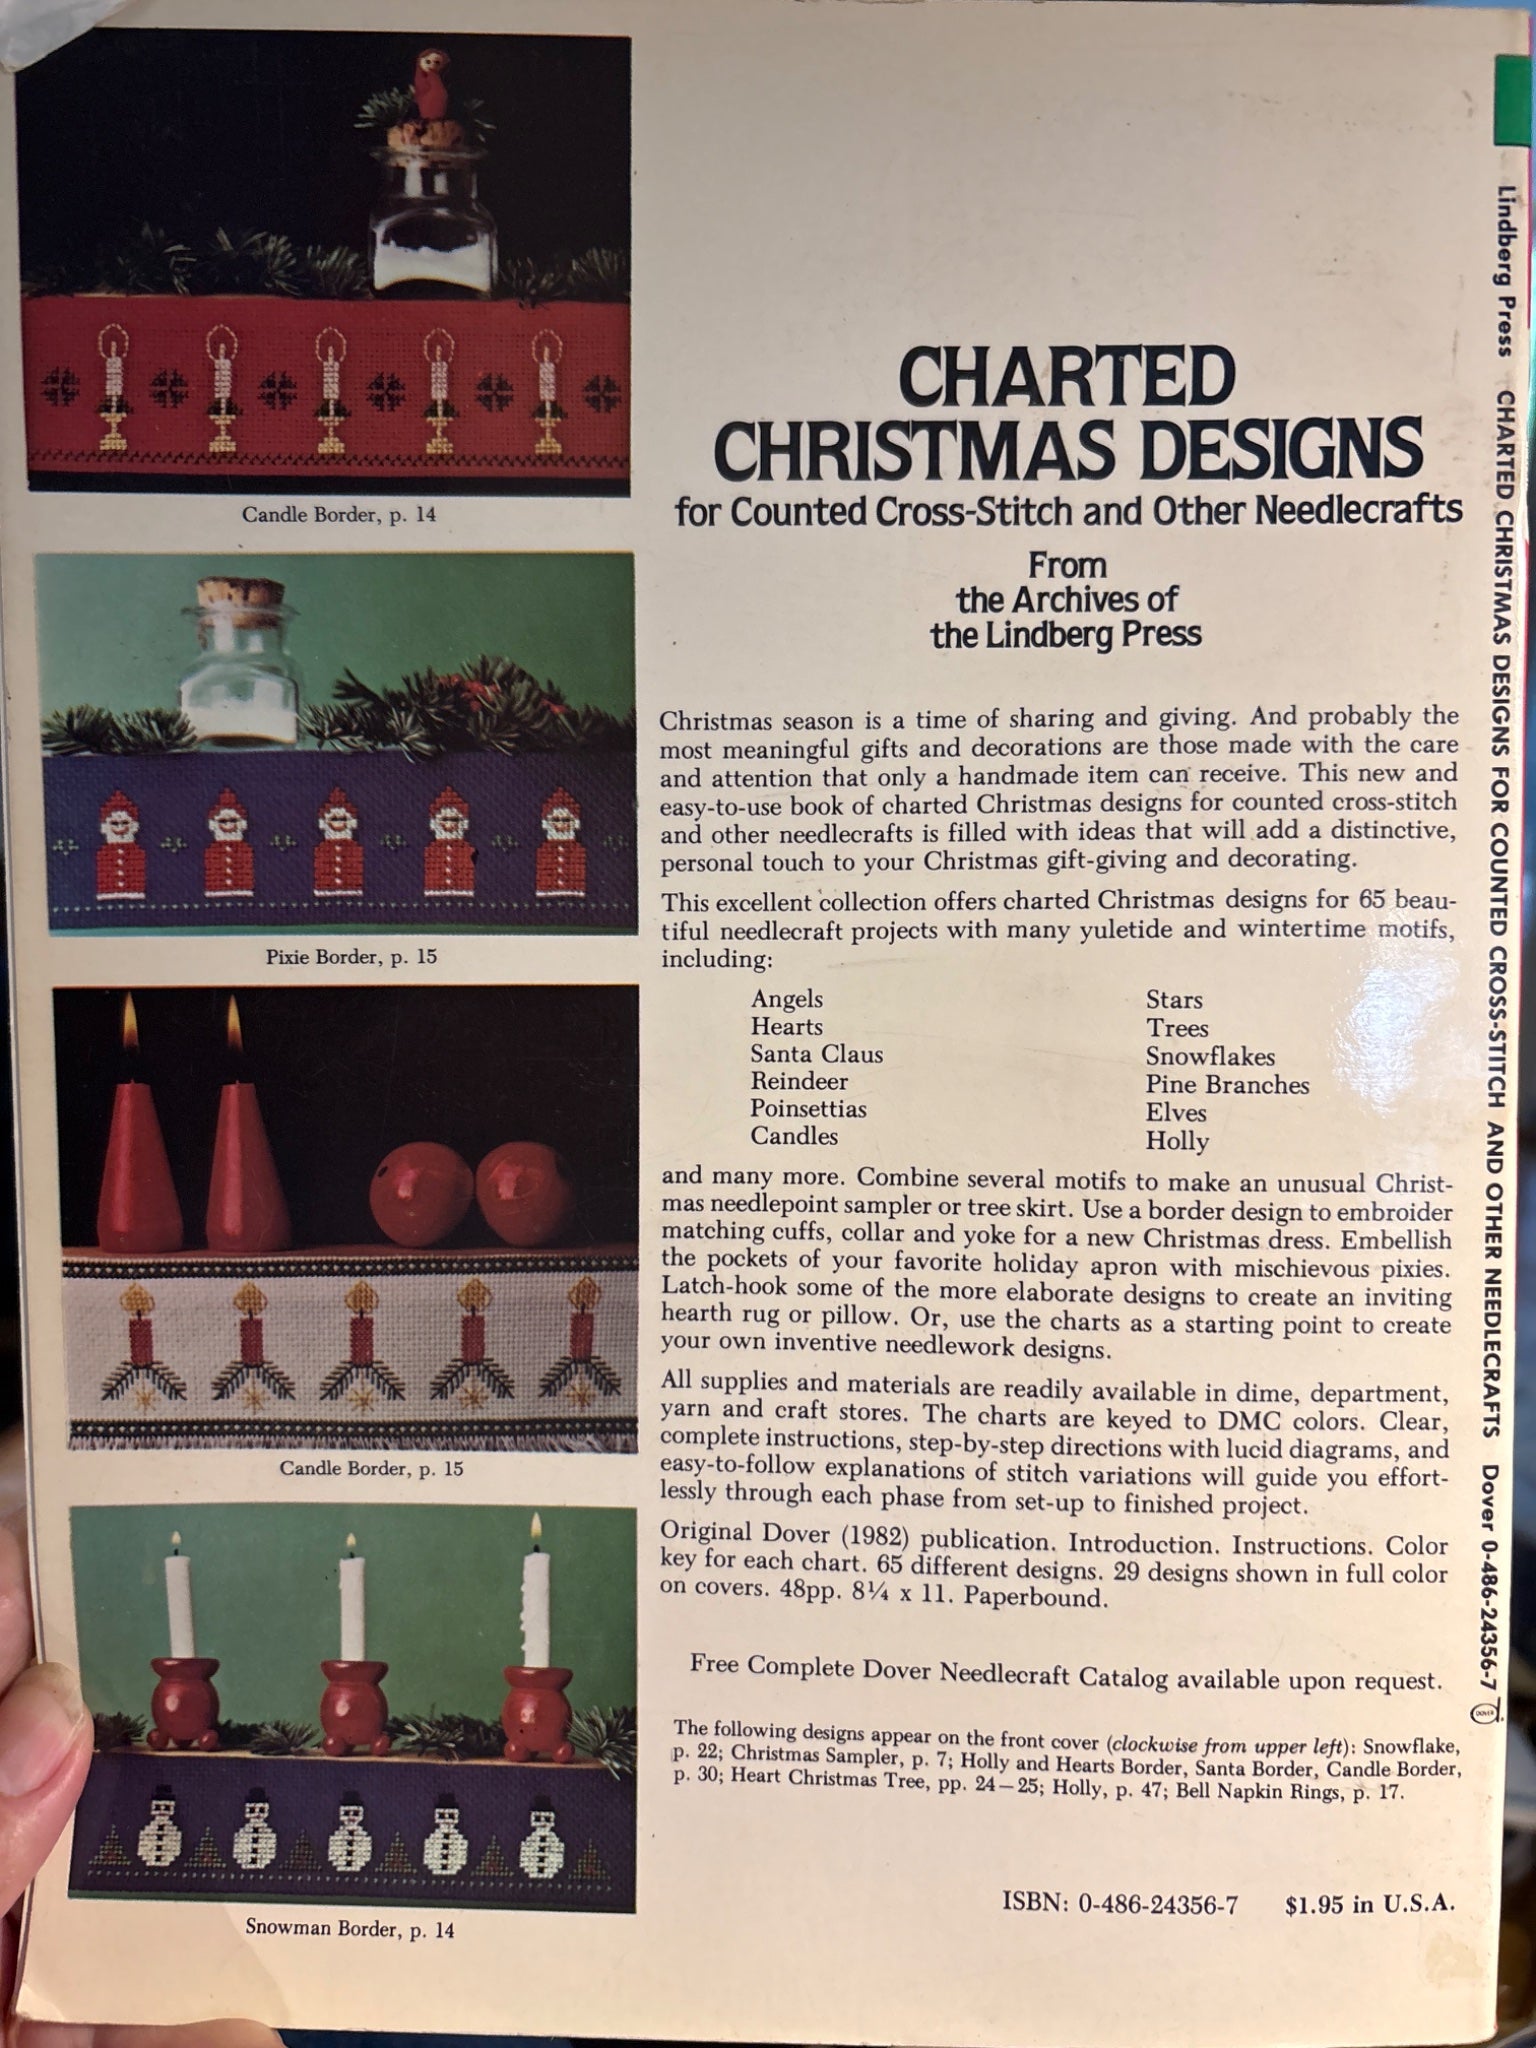 Candle Border, p. 14
Pixie Border, p. 15
Candle Border, p. 15
Snowman Border, p. 14
CHARTED
CHRISTMAS DESIGNS
for Counted Cross-Stitch and Other Needlecrafts
From
the Archives of
the Lindberg Press
Christmas season is a time of sharing and giving. And probably the
most meaningful gifts and decorations are those made with the care
and attention that only a handmade item can receive. This new and
easy-to-use book of charted Christmas designs for counted cross-stitch
and other needlecrafts is filled with ideas that will add a distinctive,
personal touch to your Christmas gift-giving and decorating.
This excellent collection offers charted Christmas designs for 65 beau-
tiful needlecraft projects with many yuletide and wintertime motifs,
including:
Angels
Hearts
Santa Claus
Reindeer
Poinsettias
Candles
Stars
Trees
Snowflakes
Pine Branches
Elves
Holly
and many more. Combine several motifs to make an unusual Christ-
mas needlepoint sampler or tree skirt. Use a border design to embroider
matching cuffs, collar and yoke for a new Christmas dress. Embellish
the pockets of your favorite holiday apron with mischievous pixies.
Latch-hook some of the more elaborate designs to create an inviting
hearth rug or pillow. Or, use the charts as a starting point to create
your own inventive needlework designs.
All supplies and materials are readily available in dime, department,
yarn and craft stores. The charts are keyed to DMC colors. Clear,
complete instructions, step-by-step directions with lucid diagrams, and
easy-to-follow explanations of stitch variations will guide you effort-
lessly through each phase from set-up to finished project.
Original Dover (1982) publication. Introduction. Instructions. Color
key for each chart. 65 different designs. 29 designs shown in full color
on covers. 48pp. 8¼ x 11. Paperbound.
Free Complete Dover Needlecraft Catalog available upon request.
The following designs appear on the front cover (clockwise from upper left): Snowflake,
p. 22; Christmas Sampler, p. 7; Holly and Hearts Border, Santa Border, Candle Border,
p. 30; Heart Christmas Tree, pp. 24–25; Holly, p. 47; Bell Napkin Rings, p. 17.
ISBN: 0-486-24356-7 $1.95 in U.S.A.
Lindberg Press CHARTED CHRISTMAS DESIGNS FOR COUNTED CROSS-STITCH AND OTHER NEEDLECRAFTS Dover 0-486-24356-7
DOVER